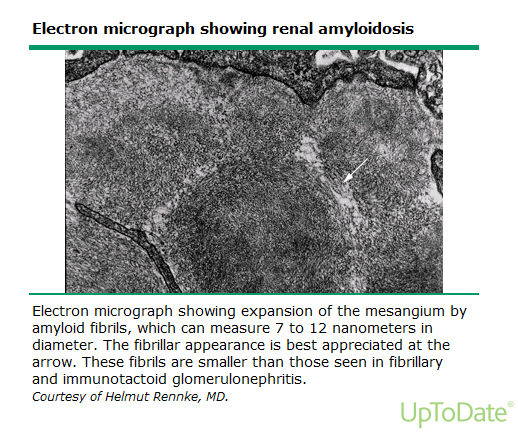 Electron micrograph showing renal amyloidosis
Electron micrograph showing expansion of the mesangium by
amyloid fibrils, which can measure 7 to 12 nanometers in
diameter. The fibrillar appearance is best appreciated at the
arrow. These fibrils are smaller than those seen in fibrillary
and immunotactoid glomerulonephritis.
Courtesy of Helmut Rennke, MD.
UpToDate®